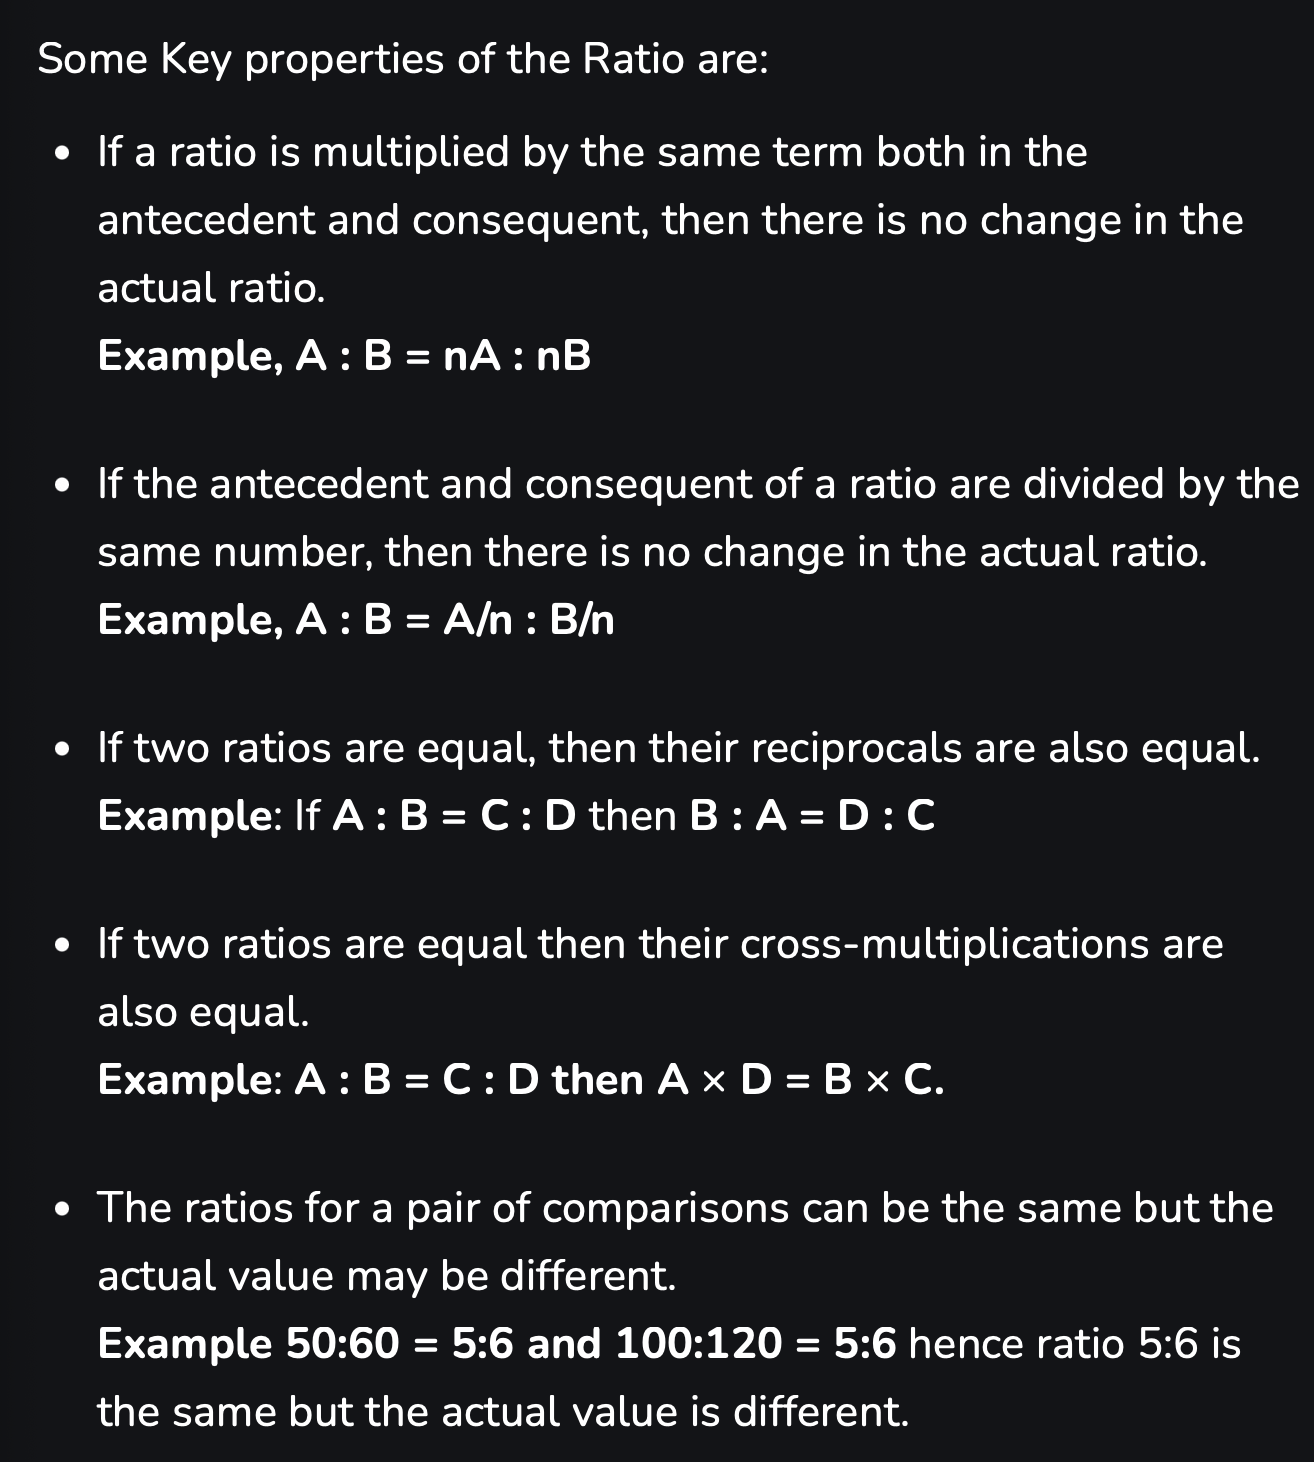 Some Key properties of the Ratio are:
• If a ratio is multiplied by the same term both in the
antecedent and consequent, then there is no change in the
actual ratio.
Example, A : B = nA : nB
• If the antecedent and consequent of a ratio are divided by the
same number, then there is no change in the actual ratio.
Example, A : B = A/n : B/n
• If two ratios are equal, then their reciprocals are also equal.
Example: If A : B = C : D then B : A = D : C
• If two ratios are equal then their cross-multiplications are
also equal.
Example: A : B = C : D then A × D = B × C.
• The ratios for a pair of comparisons can be the same but the
actual value may be different.
Example 50:60 = 5:6 and 100:120 = 5:6 hence ratio 5:6 is
the same but the actual value is different.